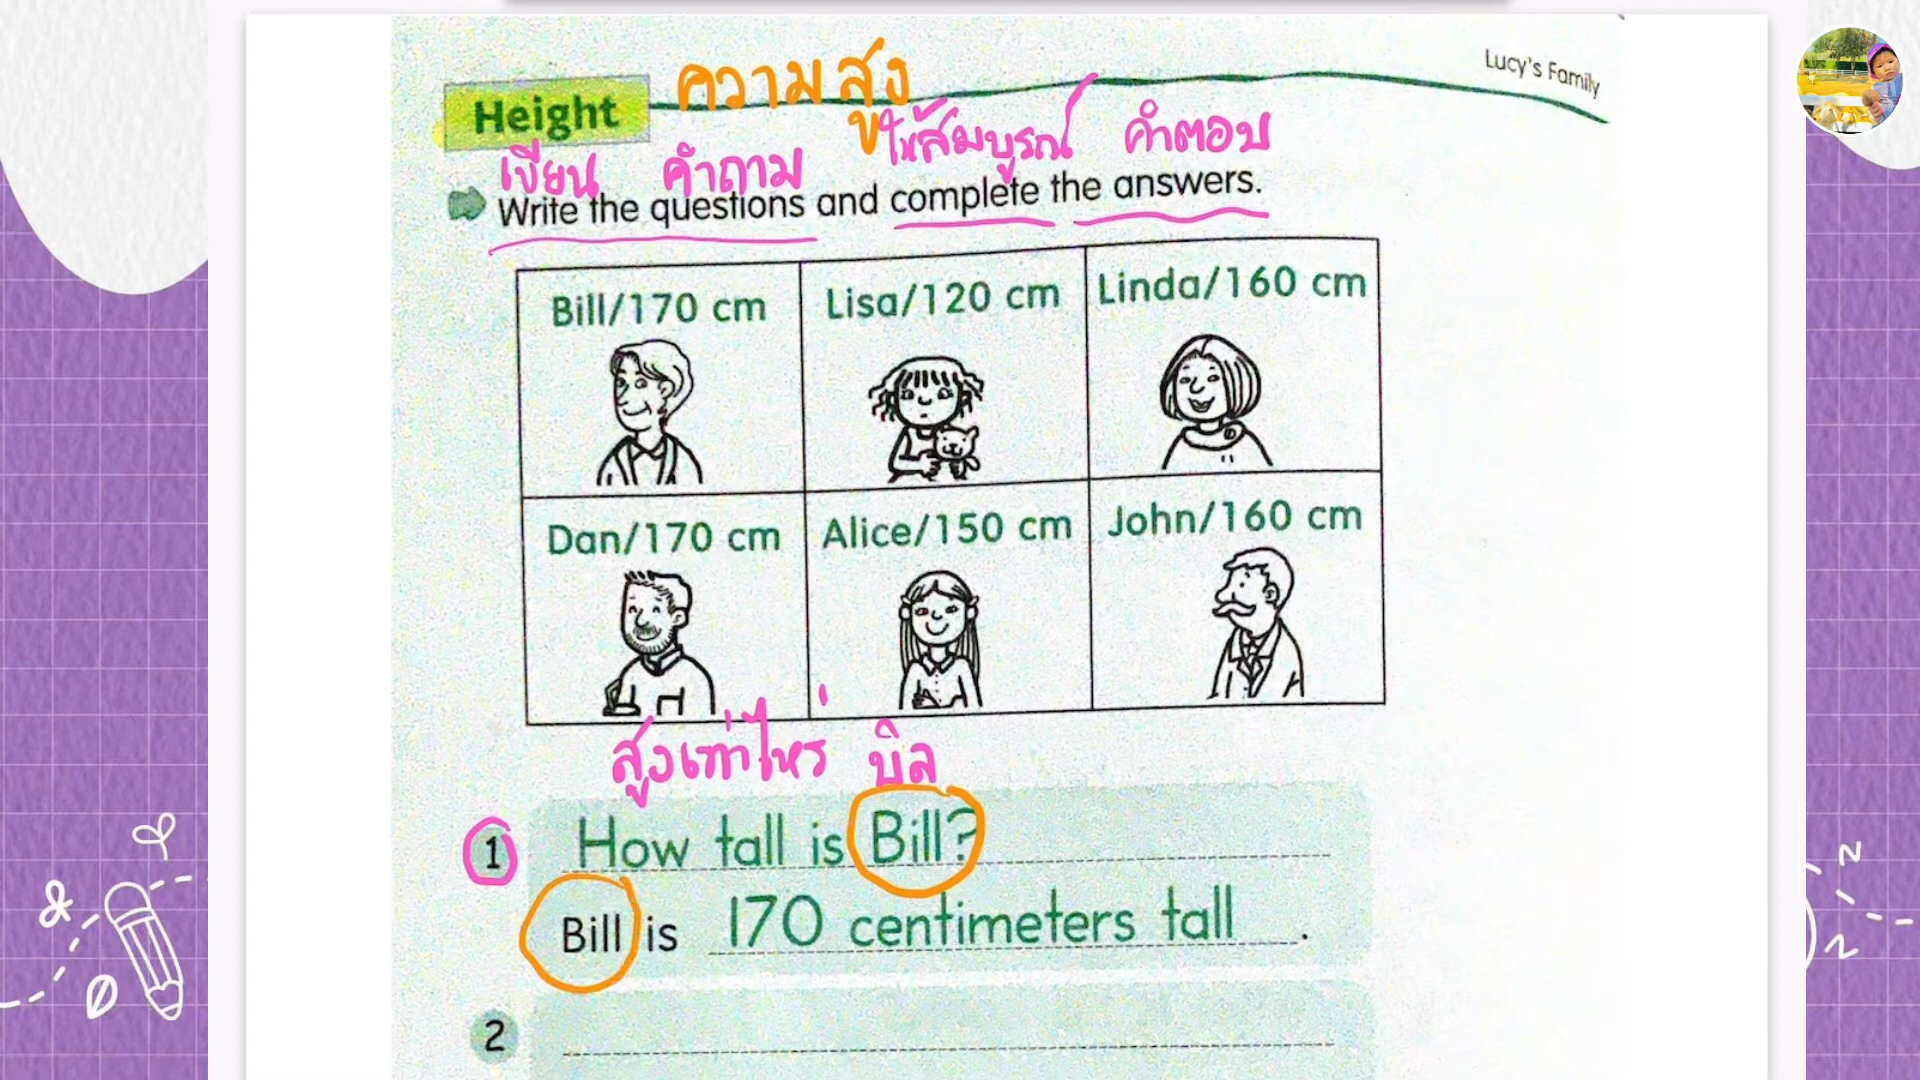 Lucy's Family
Height ความสูง
เขียน คำถาม ให้สมบูรณ์ คำตอบ
Write the questions and complete the answers.
Bill/170 cm Lisa/120 cm Linda/160 cm
Dan/170 cm Alice/150 cm John/160 cm
สูงเท่าไหร่ บิล
1 How tall is Bill?
Bill is 170 centimeters tall.
2